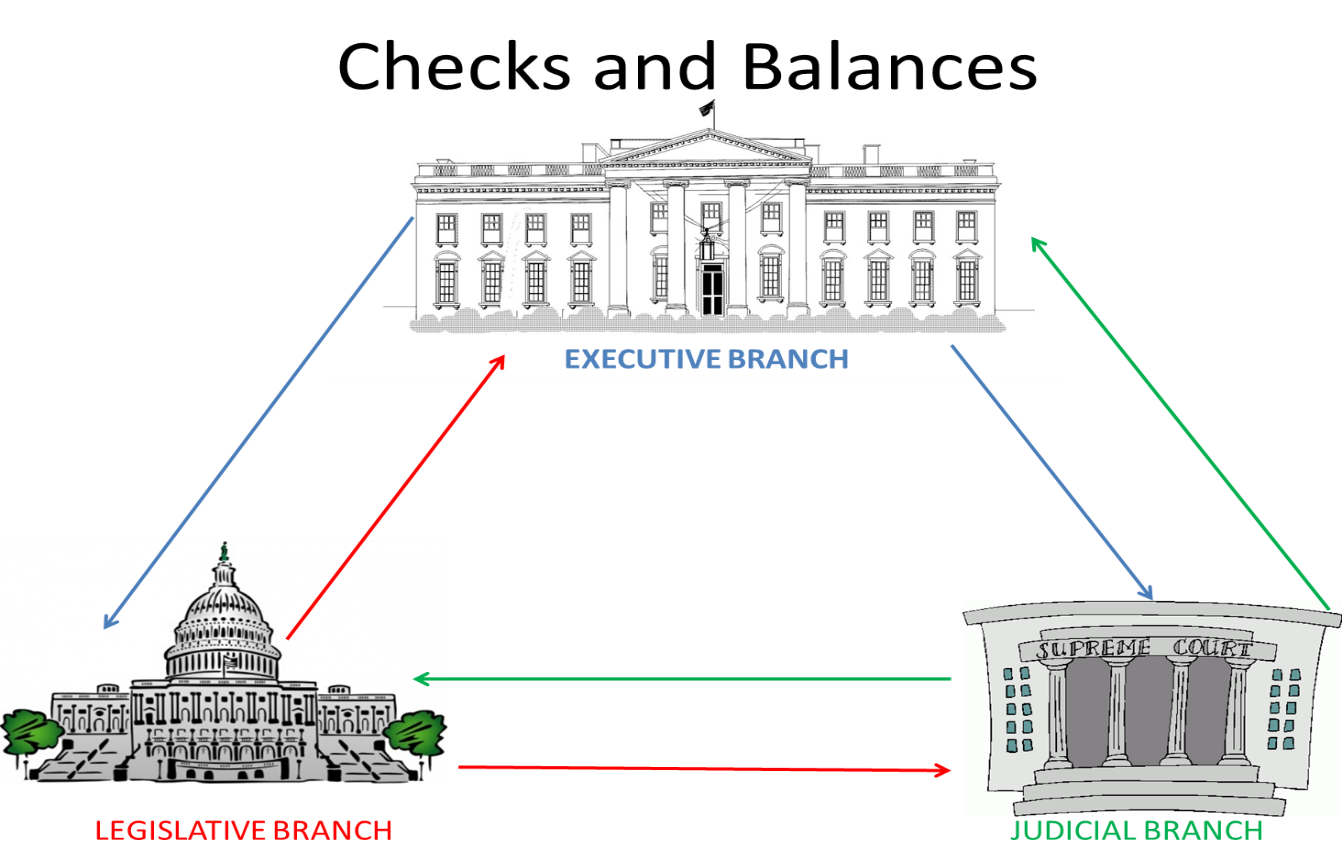 Checks and Balances
EXECUTIVE BRANCH
SUPREME COURT
LEGISLATIVE BRANCH
JUDICIAL BRANCH